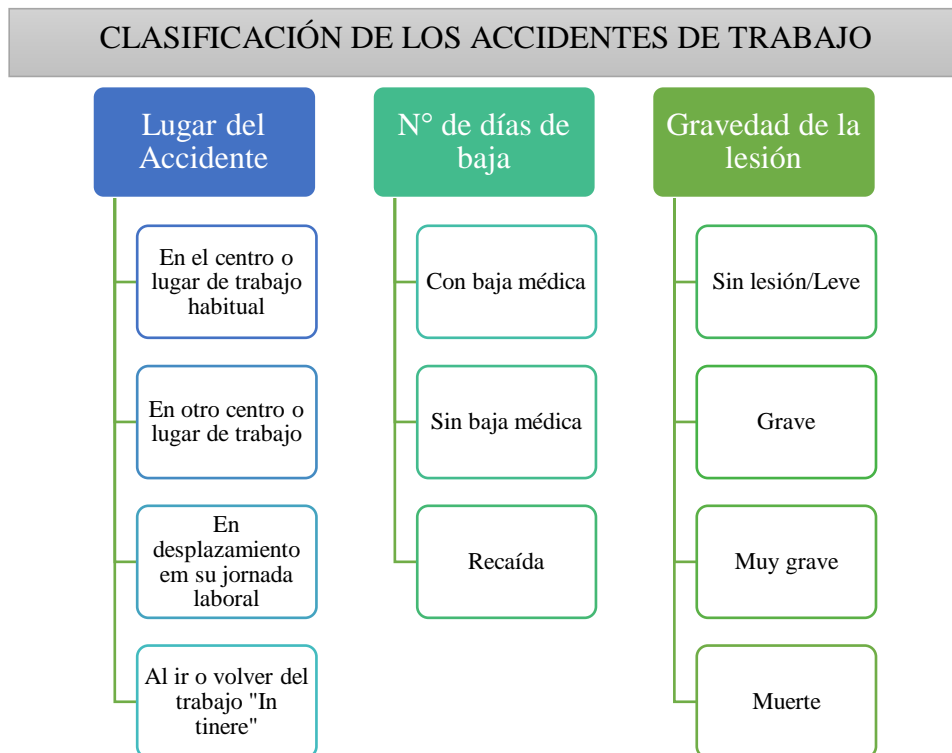 CLASIFICACIÓN DE LOS ACCIDENTES DE TRABAJO
Lugar del
Accidente
En el centro o
lugar de trabajo
habitual
En otro centro o
lugar de trabajo
En
desplazamiento
em su jornada
laboral
Al ir o volver del
trabajo "In
tinere"
N° de días de
baja
Con baja médica
Sin baja médica
Recaída
Gravedad de la
lesión
Sin lesión/Leve
Grave
Muy grave
Muerte